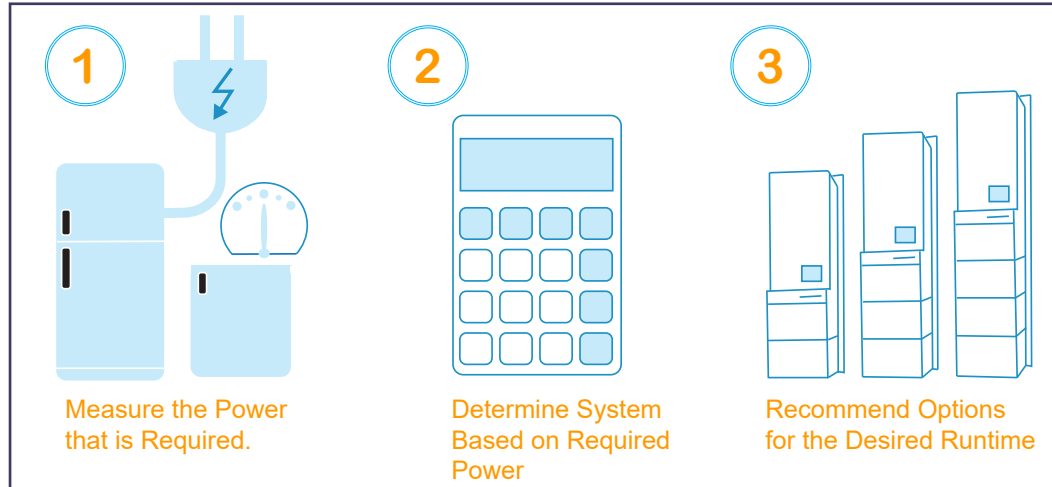 1
Measure the Power
that is Required.
2
Determine System
Based on Required
Power
3
Recommend Options
for the Desired Runtime